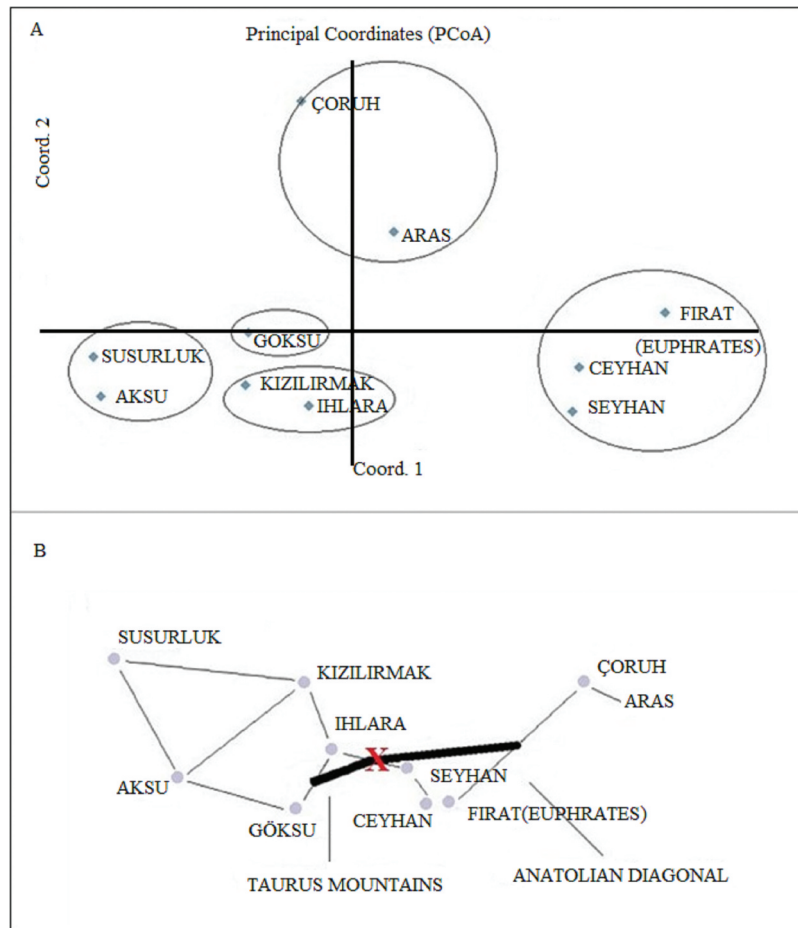 A
Principal Coordinates (PCoA)
Coord. 2
ÇORUH
ARAS
FIRAT
(EUPHRATES)
GÖKSU
SUSURLUK
CEYHAN
KIZILIRMAK
AKSU
IHLARA
SEYHAN
Coord. 1
B
SUSURLUK
KIZILIRMAK
ÇORUH
ARAS
IHLARA
X
SEYHAN
AKSU
GÖKSU
CEYHAN
FIRAT(EUPHRATES)
TAURUS MOUNTAINS
ANATOLIAN DIAGONAL